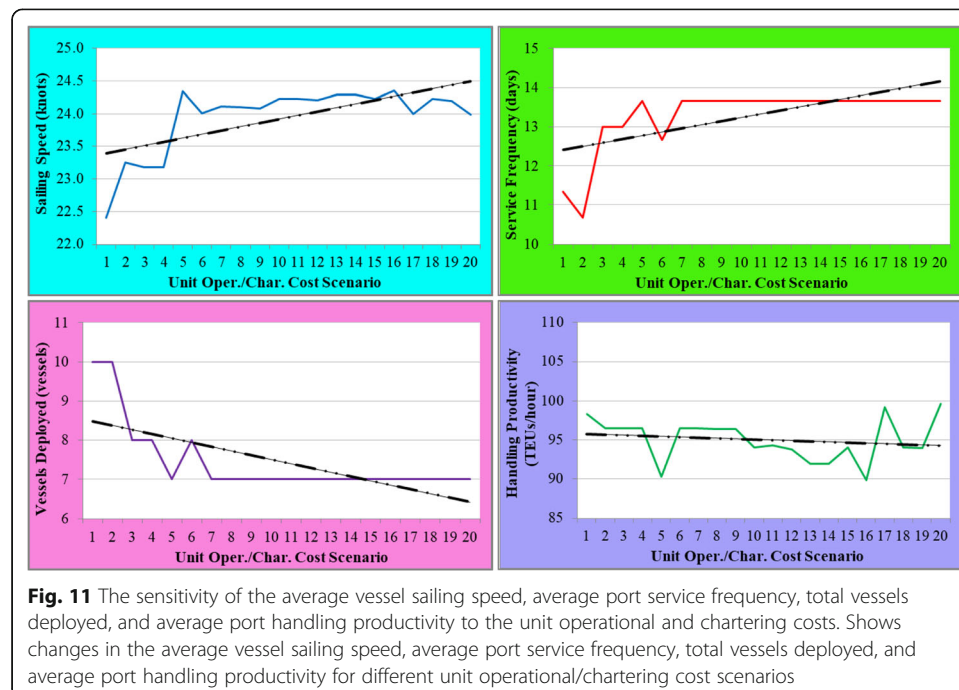 Sailing Speed (knots)
25.0
24.5
24.0
23.5
23.0
22.5
22.0
1 2 3 4 5 6 7 8 9 10 11 12 13 14 15 16 17 18 19 20
Unit Oper./Char. Cost Scenario
Service Frequency (days)
15
14
13
12
11
10
1 2 3 4 5 6 7 8 9 10 11 12 13 14 15 16 17 18 19 20
Unit Oper./Char. Cost Scenario
Vessels Deployed (vessels)
11
10
9
8
7
6
1 2 3 4 5 6 7 8 9 10 11 12 13 14 15 16 17 18 19 20
Unit Oper./Char. Cost Scenario
Handling Productivity
(TEUs/hour)
110
105
100
95
90
85
1 2 3 4 5 6 7 8 9 10 11 12 13 14 15 16 17 18 19 20
Unit Oper./Char. Cost Scenario
Fig. 11 The sensitivity of the average vessel sailing speed, average port service frequency, total vessels
deployed, and average port handling productivity to the unit operational and chartering costs. Shows
changes in the average vessel sailing speed, average port service frequency, total vessels deployed, and
average port handling productivity for different unit operational/chartering cost scenarios